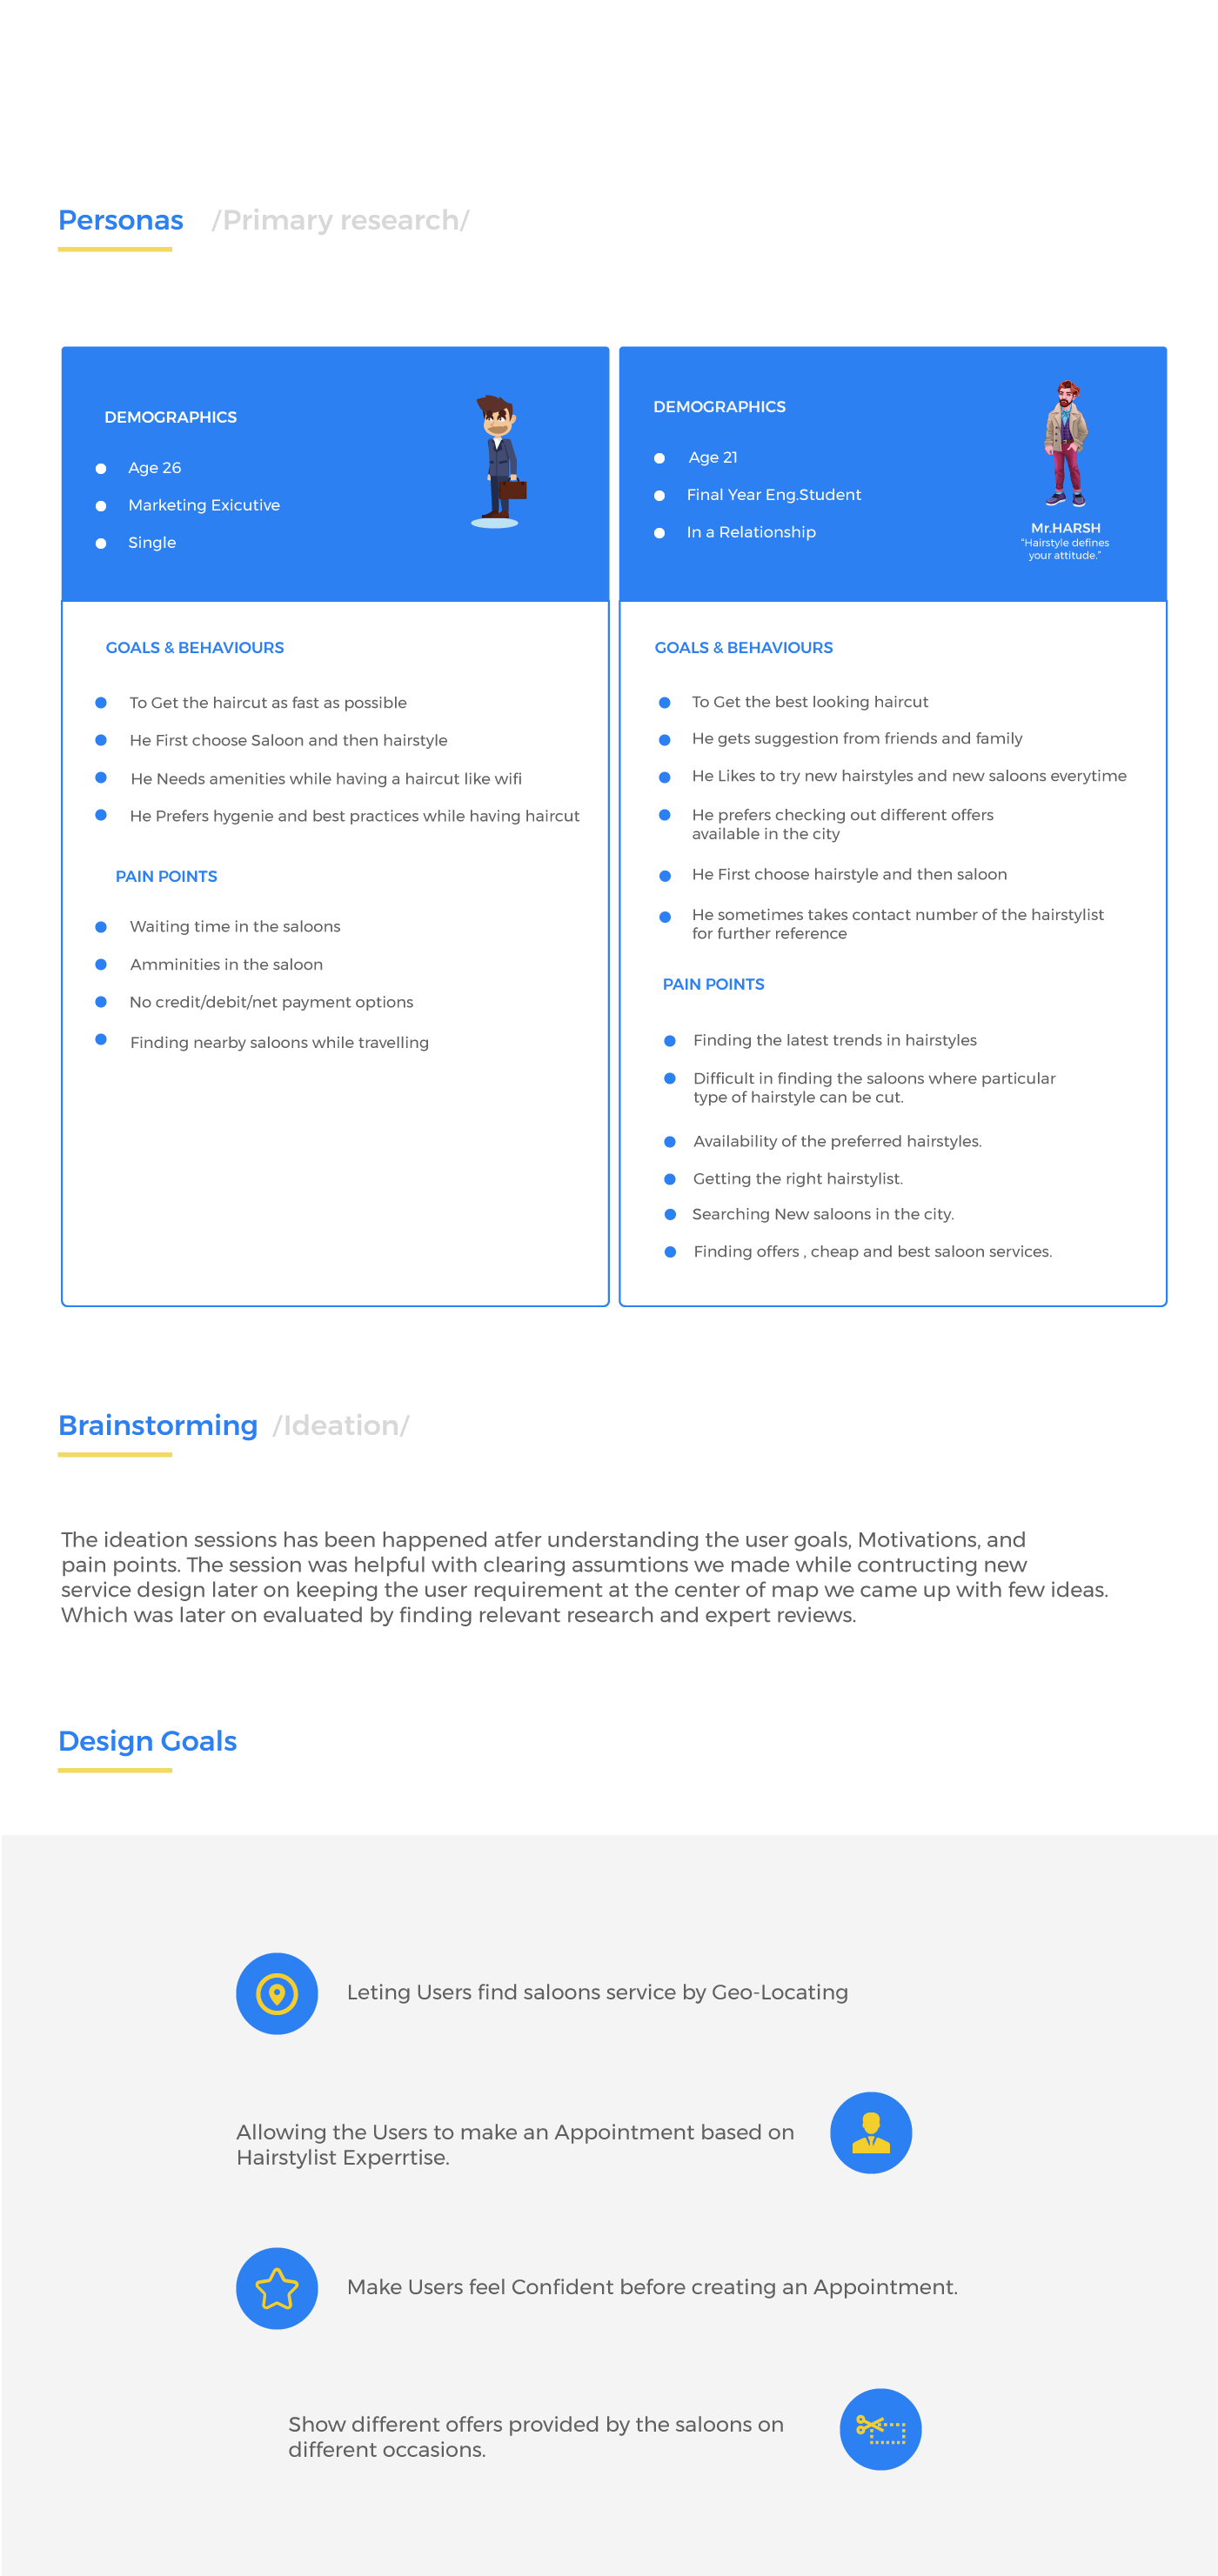 Personas /Primary research/
DEMOGRAPHICS
Age 26
Marketing Exicutive
Single
GOALS & BEHAVIOURS
To Get the haircut as fast as possible
He First choose Saloon and then hairstyle
He Needs amenities while having a haircut like wifi
He Prefers hygenie and best practices while having haircut
PAIN POINTS
Waiting time in the saloons
Amminities in the saloon
No credit/debit/net payment options
Finding nearby saloons while travelling
DEMOGRAPHICS
Age 21
Final Year Eng.Student
In a Relationship
Mr.HARSH
“Hairstyle defines
your attitude.”
GOALS & BEHAVIOURS
To Get the best looking haircut
He gets suggestion from friends and family
He Likes to try new hairstyles and new saloons everytime
He prefers checking out different offers
available in the city
He First choose hairstyle and then saloon
He sometimes takes contact number of the hairstylist
for further reference
PAIN POINTS
Finding the latest trends in hairstyles
Difficult in finding the saloons where particular
type of hairstyle can be cut.
Availability of the preferred hairstyles.
Getting the right hairstylist.
Searching New saloons in the city.
Finding offers , cheap and best saloon services.
Brainstorming /Ideation/
The ideation sessions has been happened atfer understanding the user goals, Motivations, and
pain points. The session was helpful with clearing assumtions we made while contructing new
service design later on keeping the user requirement at the center of map we came up with few ideas.
Which was later on evaluated by finding relevant research and expert reviews.
Design Goals
Leting Users find saloons service by Geo-Locating
Allowing the Users to make an Appointment based on
Hairstylist Experrtise.
Make Users feel Confident before creating an Appointment.
Show different offers provided by the saloons on
different occasions.